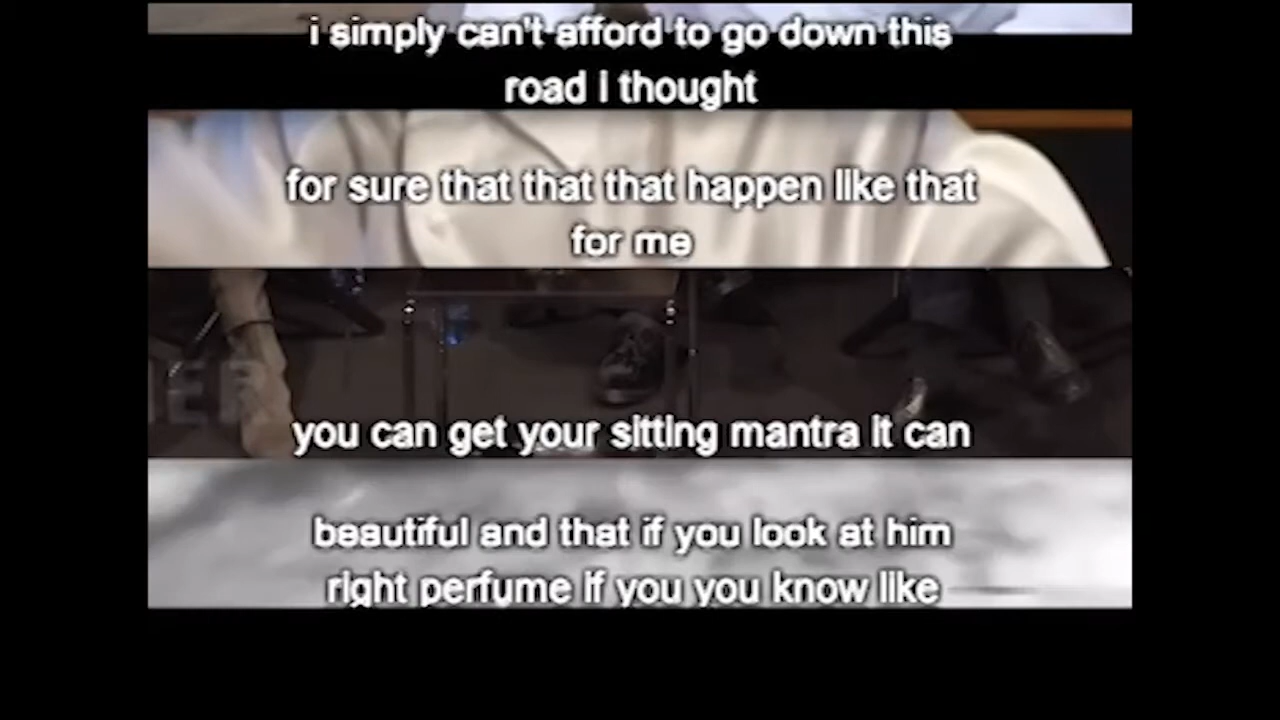 i simply can't afford to go down this
road I thought
for sure that that that happen like that
for me
you can get your sitting mantra it can
beautiful and that if you look at him
right perfume if you you know like